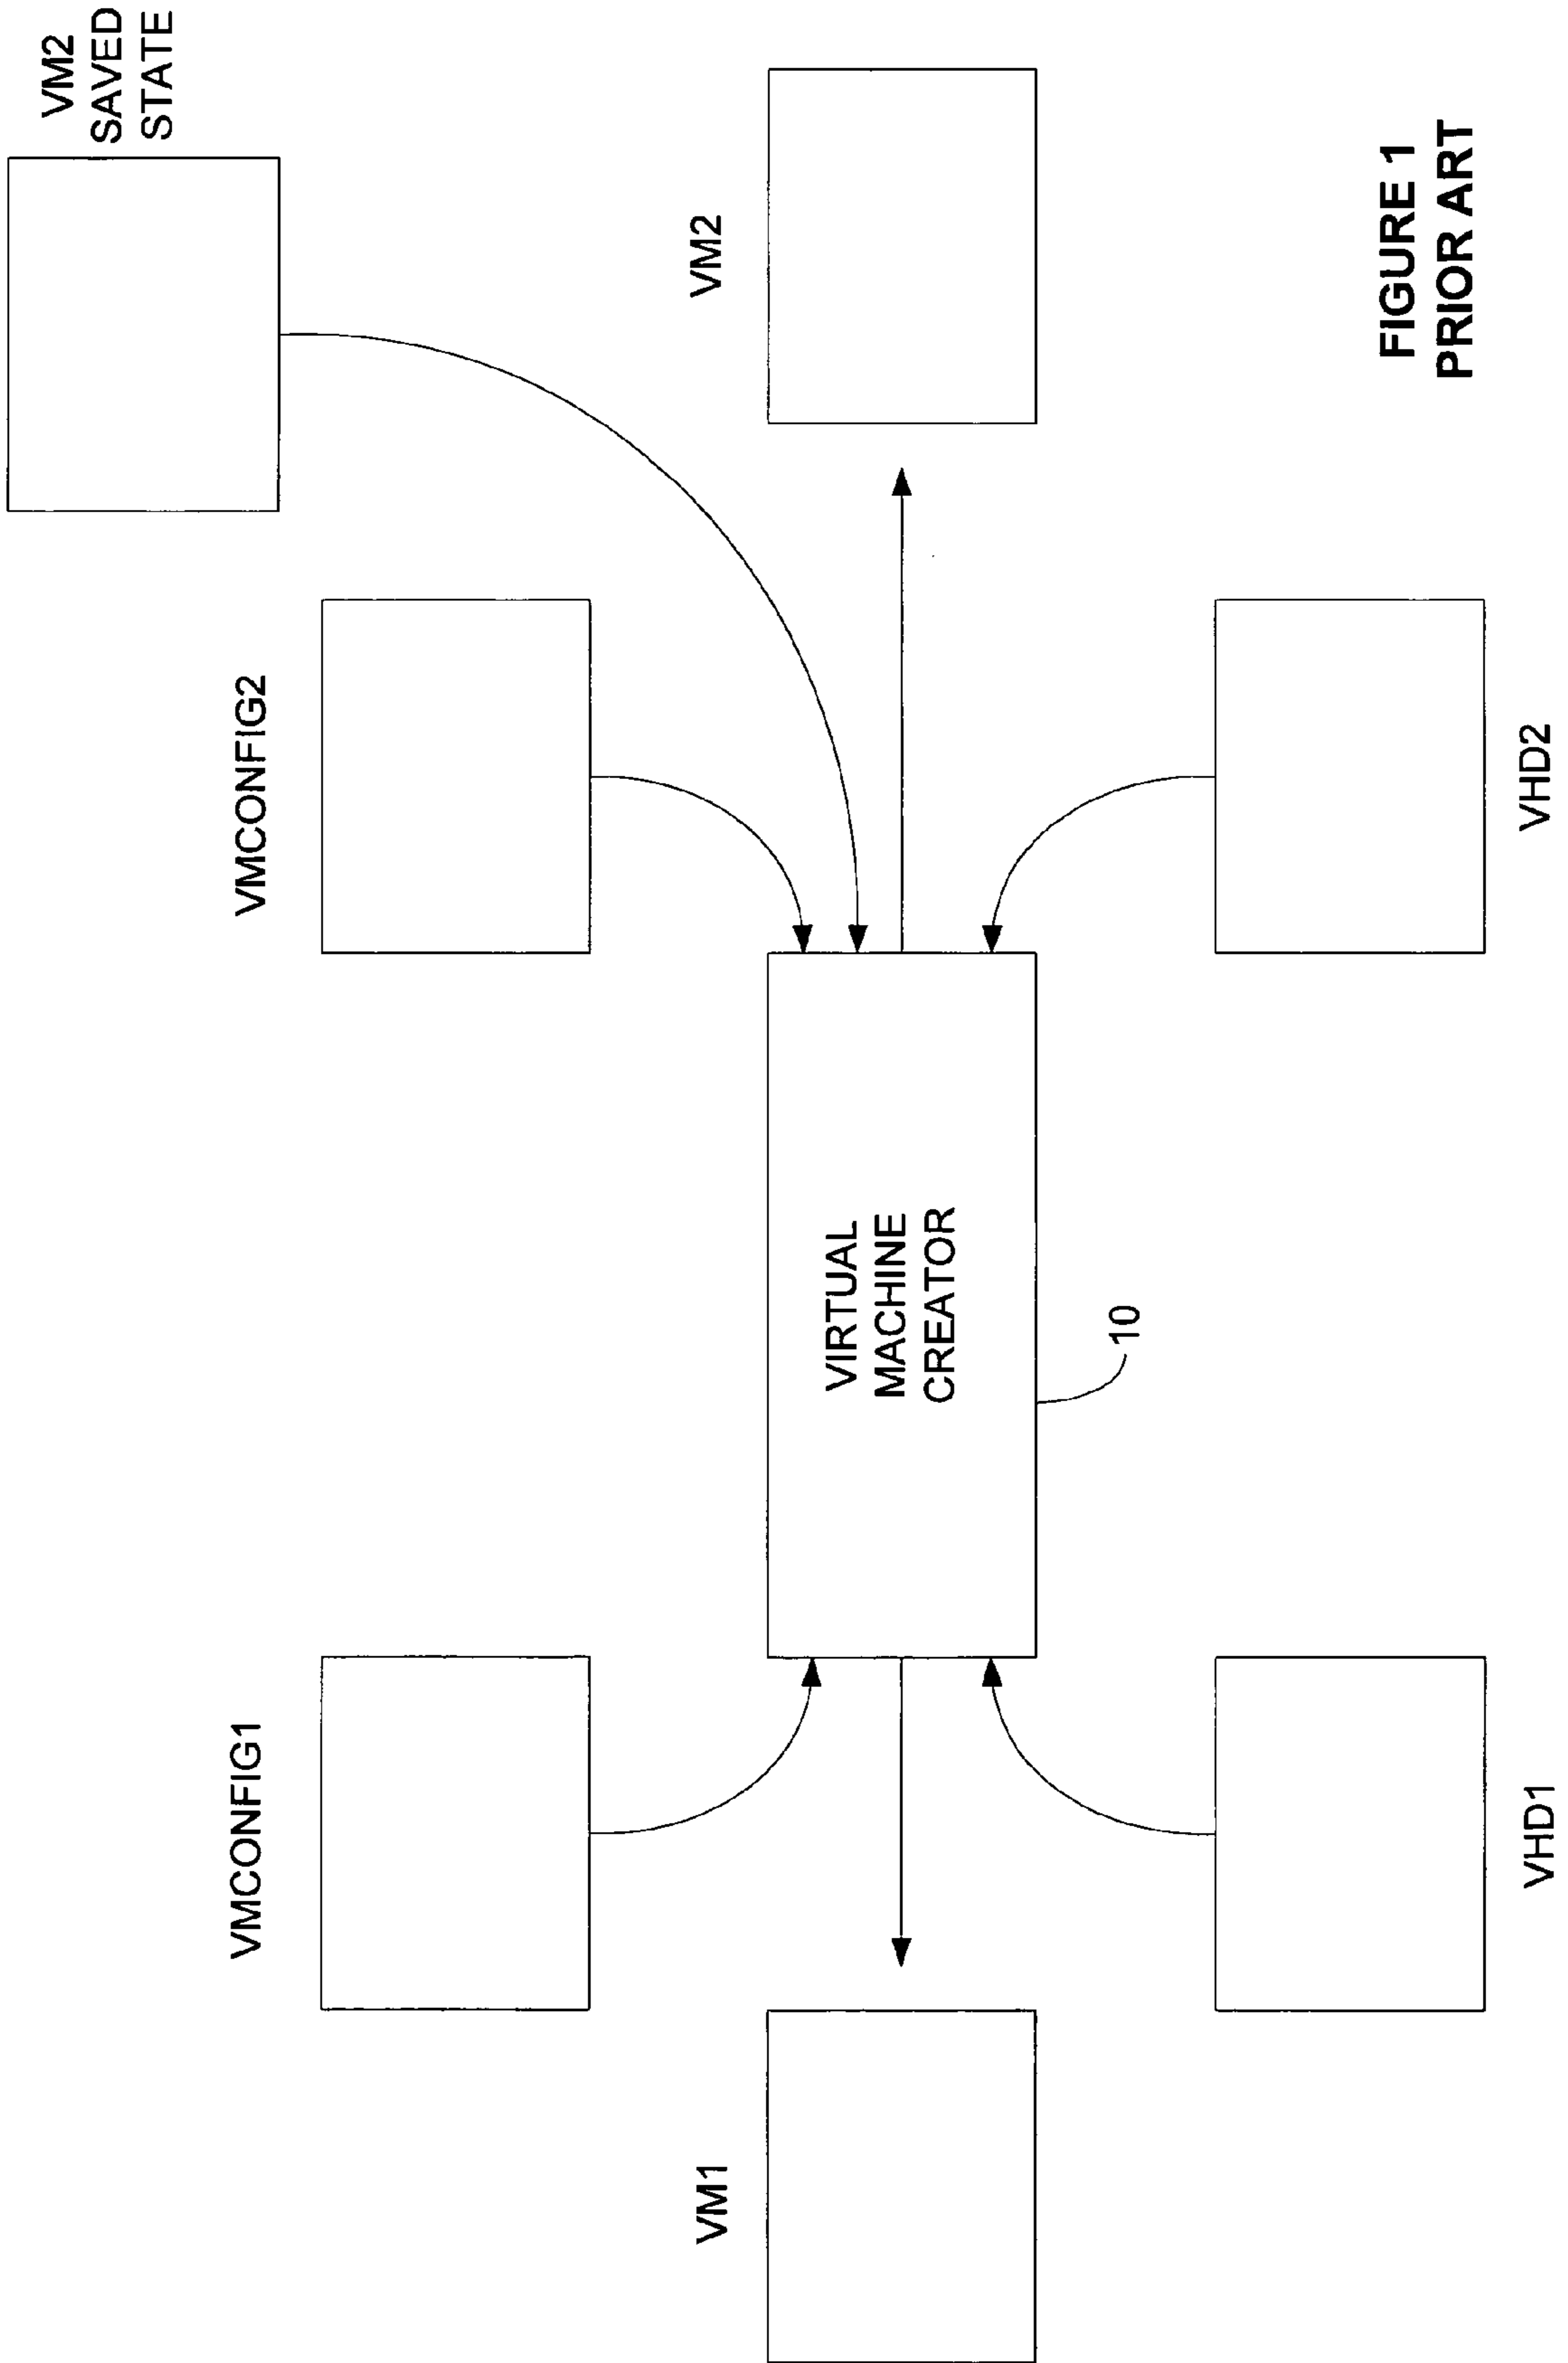 VM2
SAVED
STATE
VMCONFIG1
VMCONFIG2
VM1
VIRTUAL
MACHINE
CREATOR
VM2
10
VHD1
VHD2
FIGURE 1
PRIOR ART